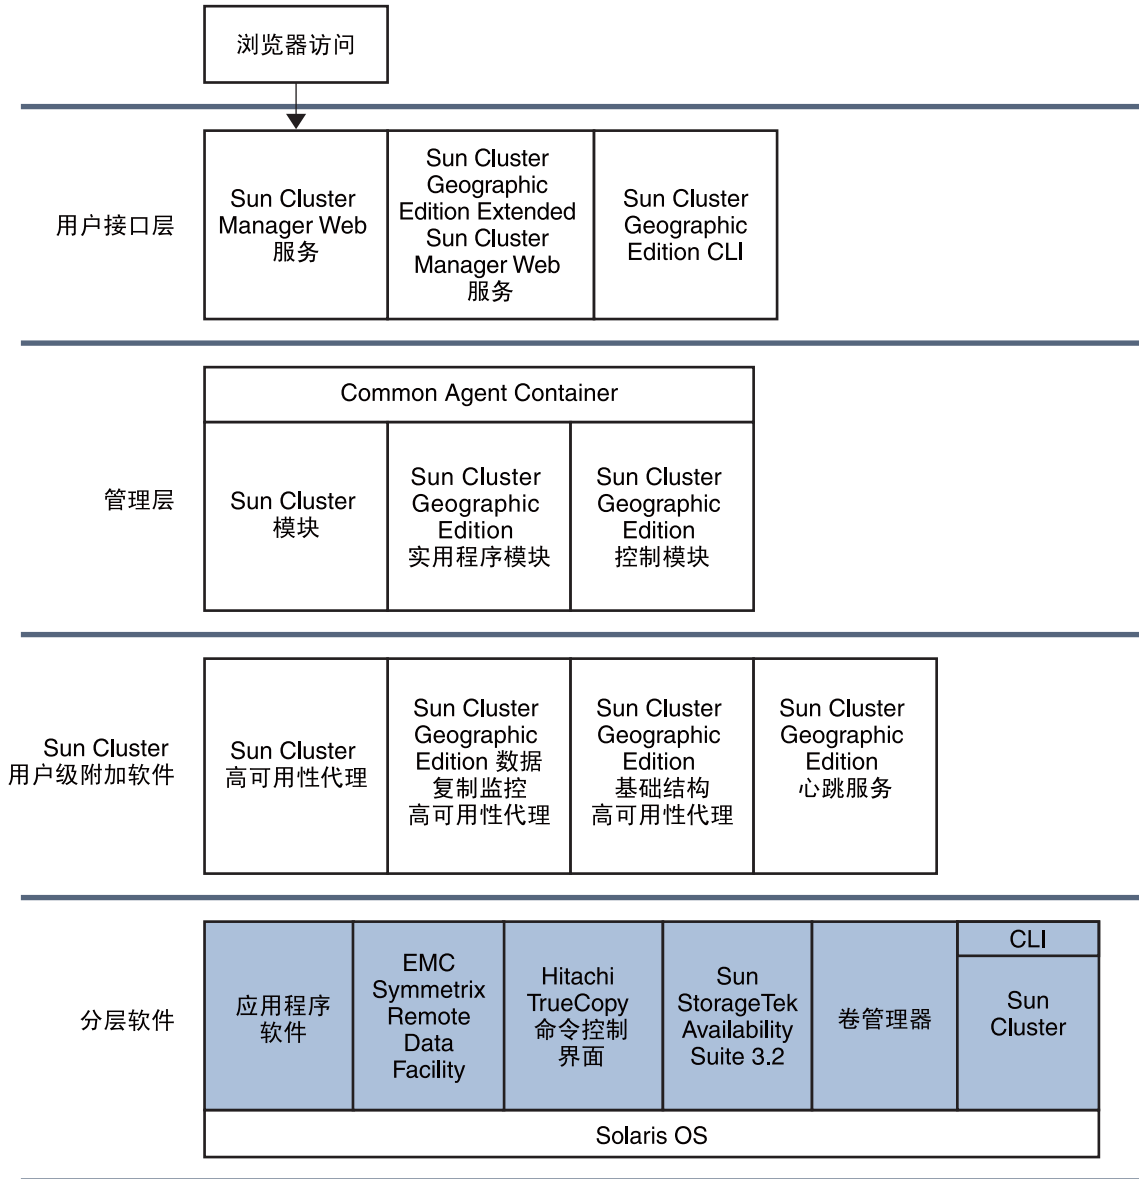 浏览器访问
用户接口层
Sun Cluster
Manager Web
服务
Sun Cluster
Geographic
Edition Extended
Sun Cluster
Manager Web
服务
Sun Cluster
Geographic
Edition CLI
管理层
Common Agent Container
Sun Cluster
模块
Sun Cluster
Geographic
Edition
实用程序模块
Sun Cluster
Geographic
Edition
控制模块
Sun Cluster
用户级附加软件
Sun Cluster
高可用性代理
Sun Cluster
Geographic
Edition 数据
复制监控
高可用性代理
Sun Cluster
Geographic
Edition
基础结构
高可用性代理
Sun Cluster
Geographic
Edition
心跳服务
分层软件
应用程序
软件
EMC
Symmetrix
Remote
Data
Facility
Hitachi
TrueCopy
命令控制
界面
Sun
StorageTek
Availability
Suite 3.2
卷管理器
CLI
Sun
Cluster
Solaris OS